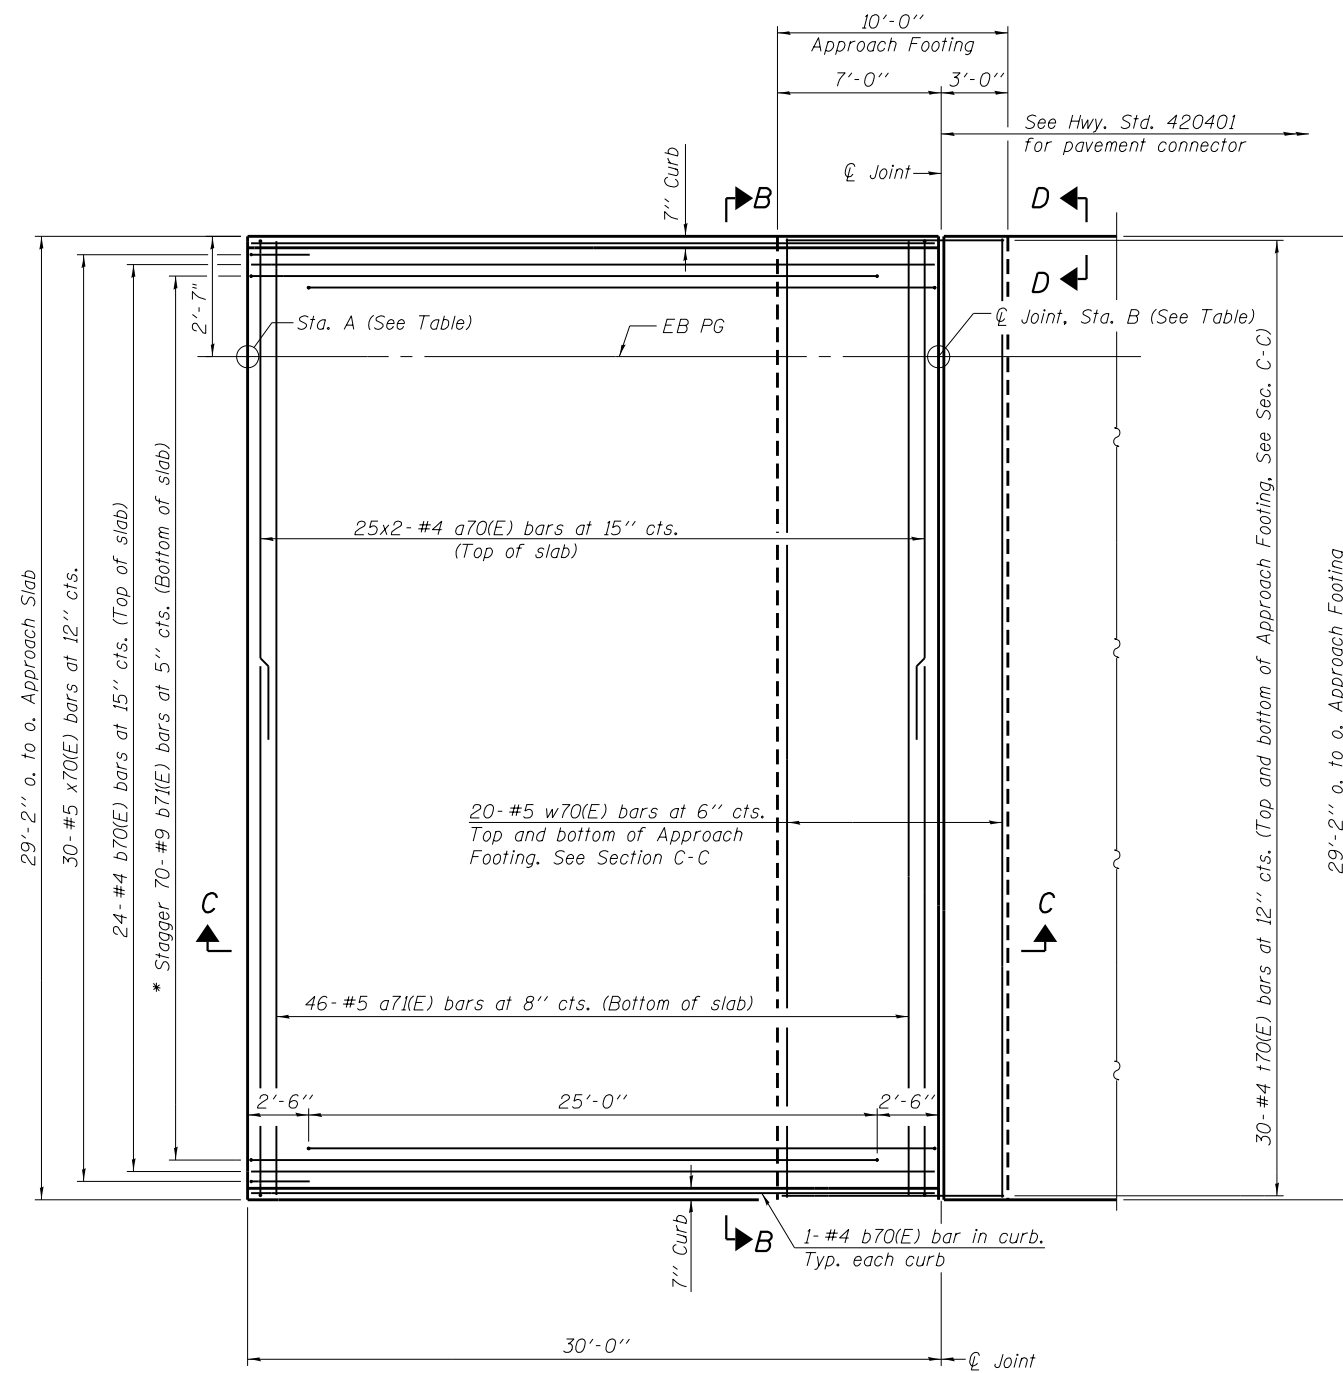 10'-0''
Approach Footing
7'-0''
3'-0''
See Hwy. Std. 420401
for pavement connector
℄ Joint
7'' Curb
B
D
D
2'-7"
Sta. A (See Table)
EB PG
℄ Joint, Sta. B (See Table)
29'-2'' o. to o. Approach Slab
30-#5 x70(E) bars at 12'' cts.
24-#4 b70(E) bars at 15'' cts. (Top of slab)
* Stagger 70-#9 b71(E) bars at 5'' cts. (Bottom of slab)
25x2-#4 a70(E) bars at 15'' cts.
(Top of slab)
20-#5 w70(E) bars at 6'' cts.
Top and bottom of Approach
Footing. See Section C-C
30-#4 t70(E) bars at 12'' cts. (Top and bottom of Approach Footing, See Sec. C-C)
29'-2'' o. to o. Approach Footing
C
C
46-#5 a71(E) bars at 8'' cts. (Bottom of slab)
2'-6''
25'-0''
2'-6''
7'' Curb
B
1-#4 b70(E) bar in curb.
Typ. each curb
30'-0''
℄ Joint